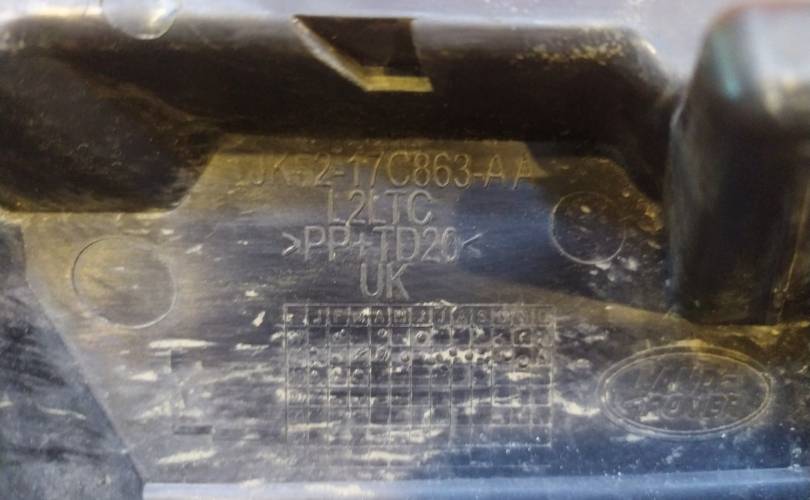 JK52-17C863-AA
L2LTC
>PP+TD20<
UK
J F M A M J J A S O N D
LAND-
ROVER